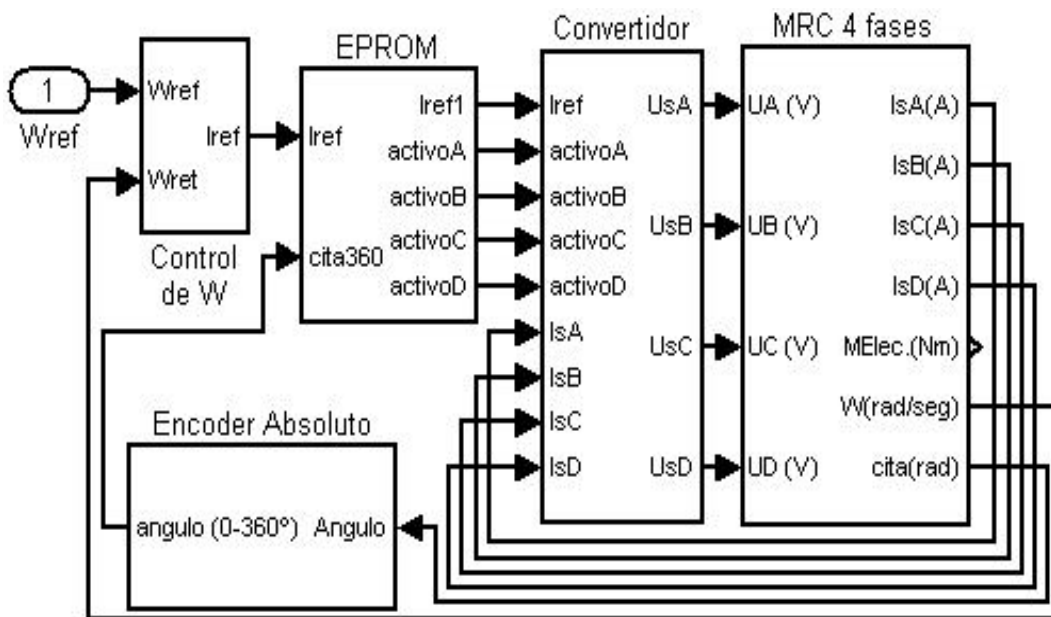 1
Wref
Wref
Wret
Iref
Control
de W
EPROM
Iref
cita360
Iref1
activoA
activoB
activoC
activoD
Convertidor
Iref
activoA
activoB
activoC
activoD
IsA
IsB
IsC
IsD
UsA
UsB
UsC
UsD
MRC 4 fases
UA (V)
UB (V)
UC (V)
UD (V)
IsA(A)
IsB(A)
IsC(A)
IsD(A)
MElec.(Nm)
W(rad/seg)
cita(rad)
Encoder Absoluto
angulo (0-360º) Angulo